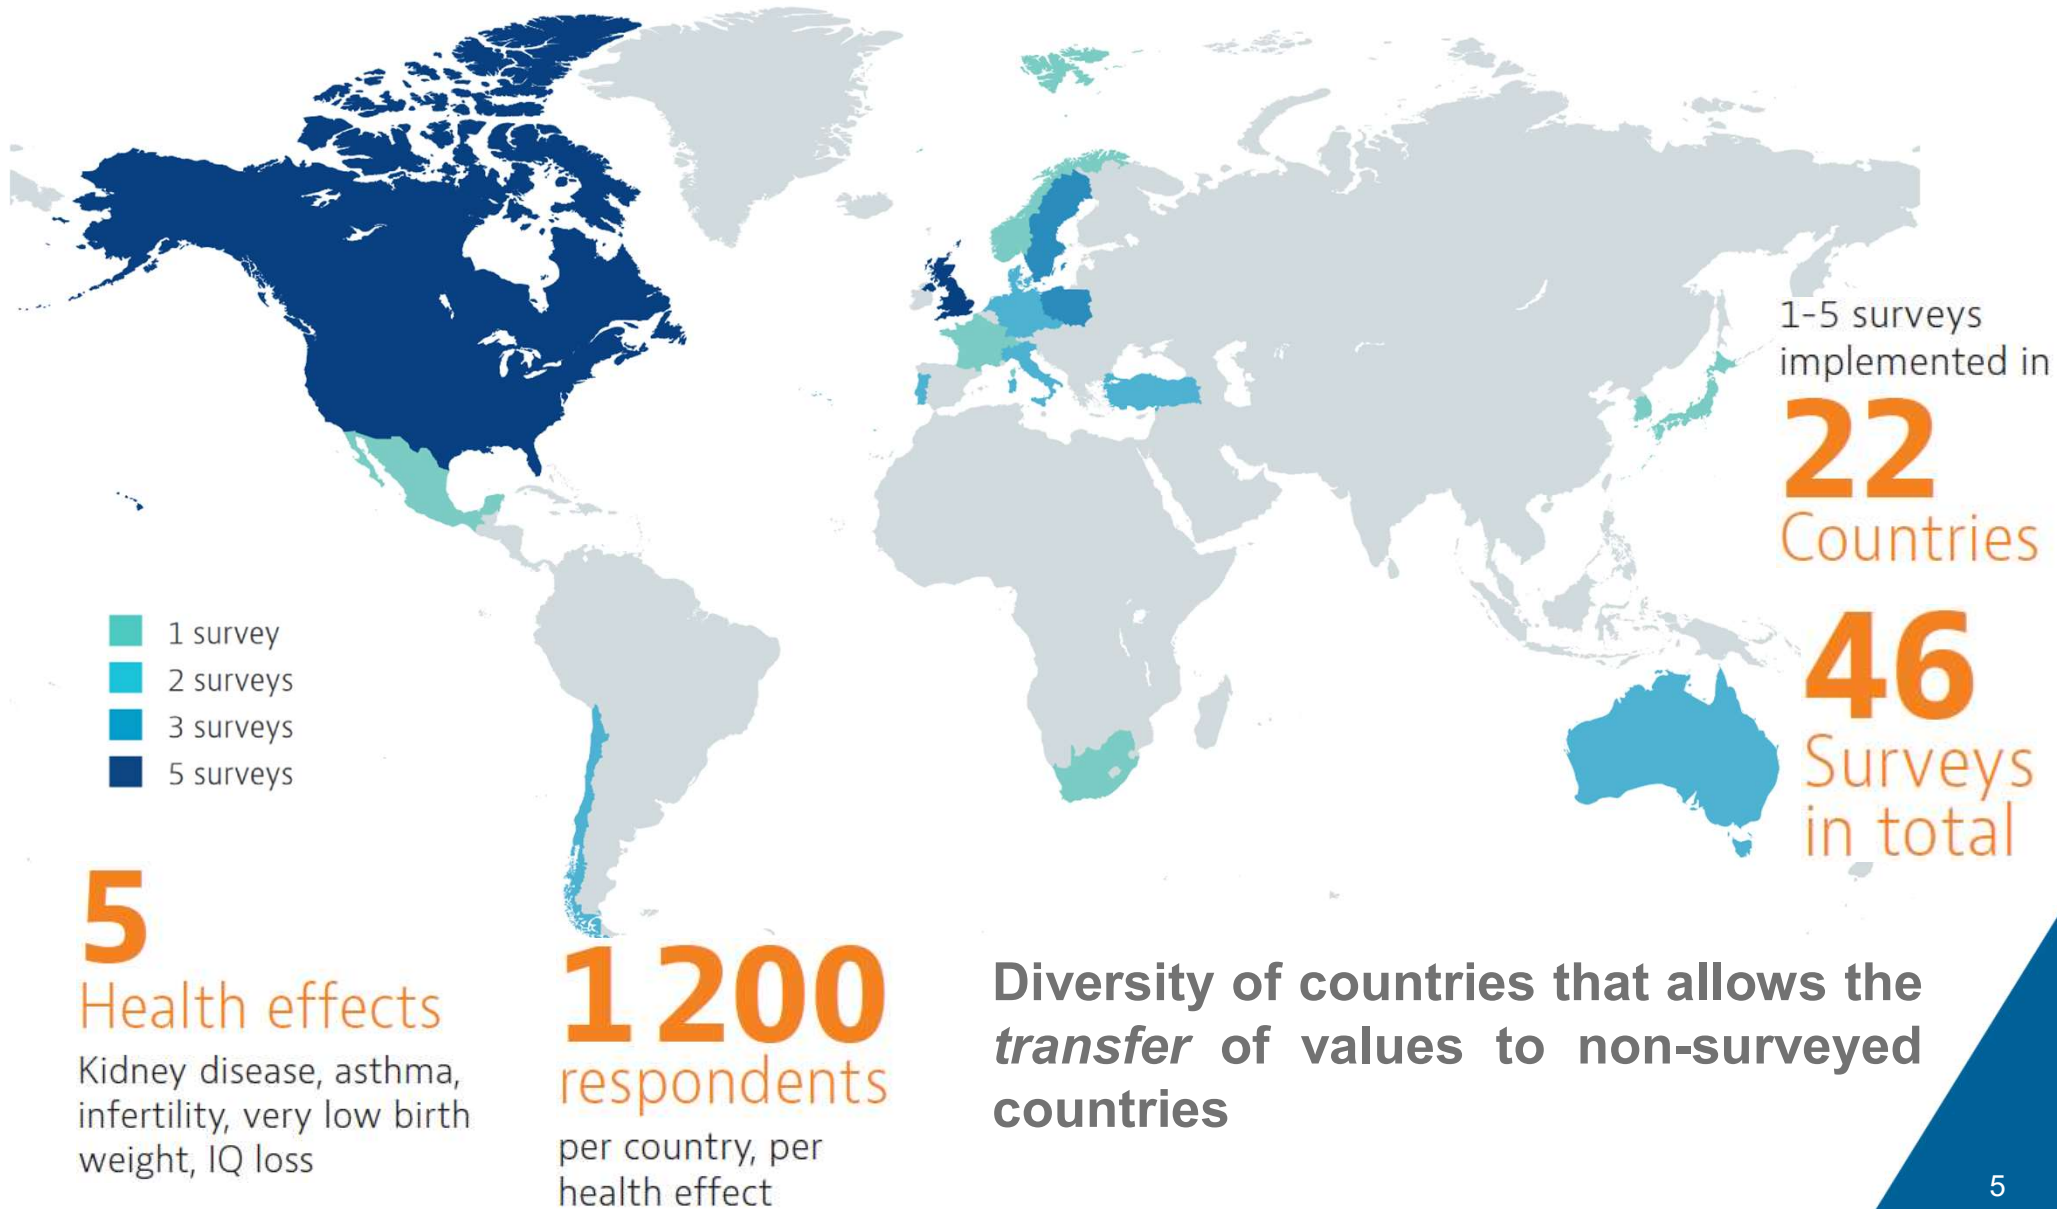 1-5 surveys
implemented in
22
Countries
46
Surveys
in total
1 survey
2 surveys
3 surveys
5 surveys
5
Health effects
Kidney disease, asthma,
infertility, very low birth
weight, IQ loss
1200
respondents
per country, per
health effect
Diversity of countries that allows the
transfer of values to non-surveyed
countries
5